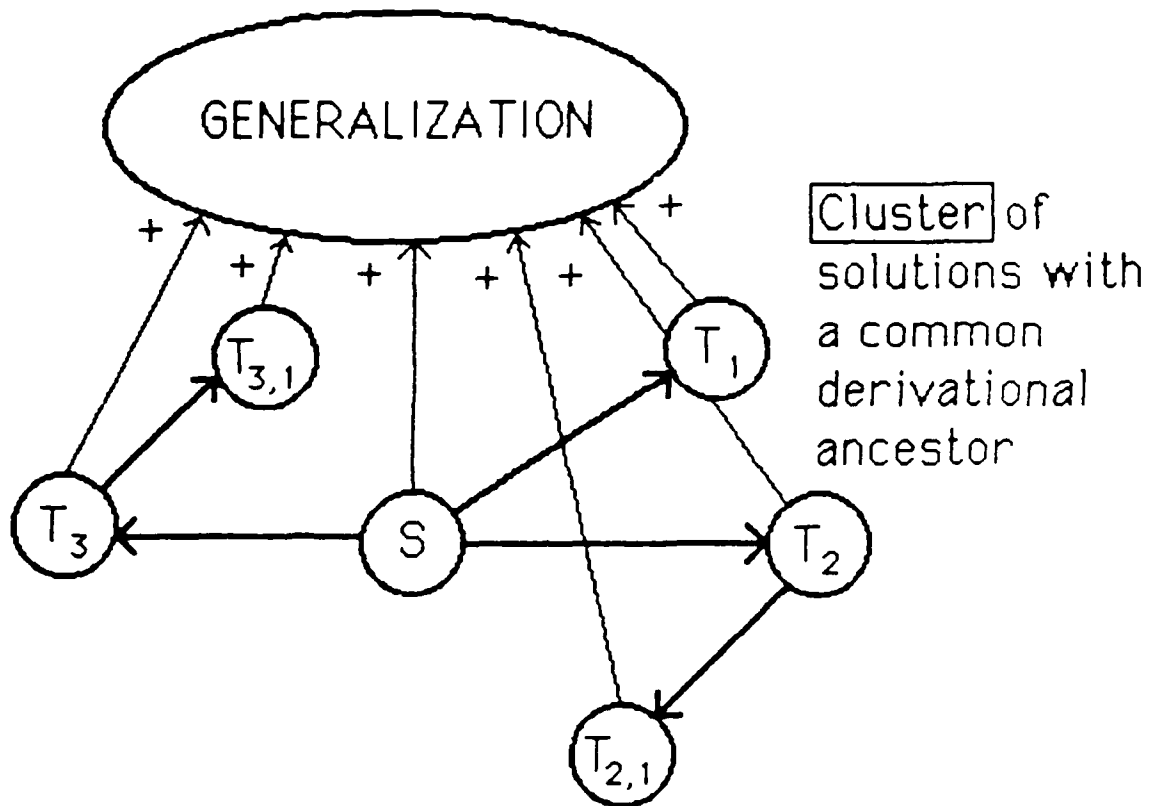 GENERALIZATION
+ + + + + +
Cluster of
solutions with
a common
derivational
ancestor
T3,1
T1
T3
S
T2
T2,1